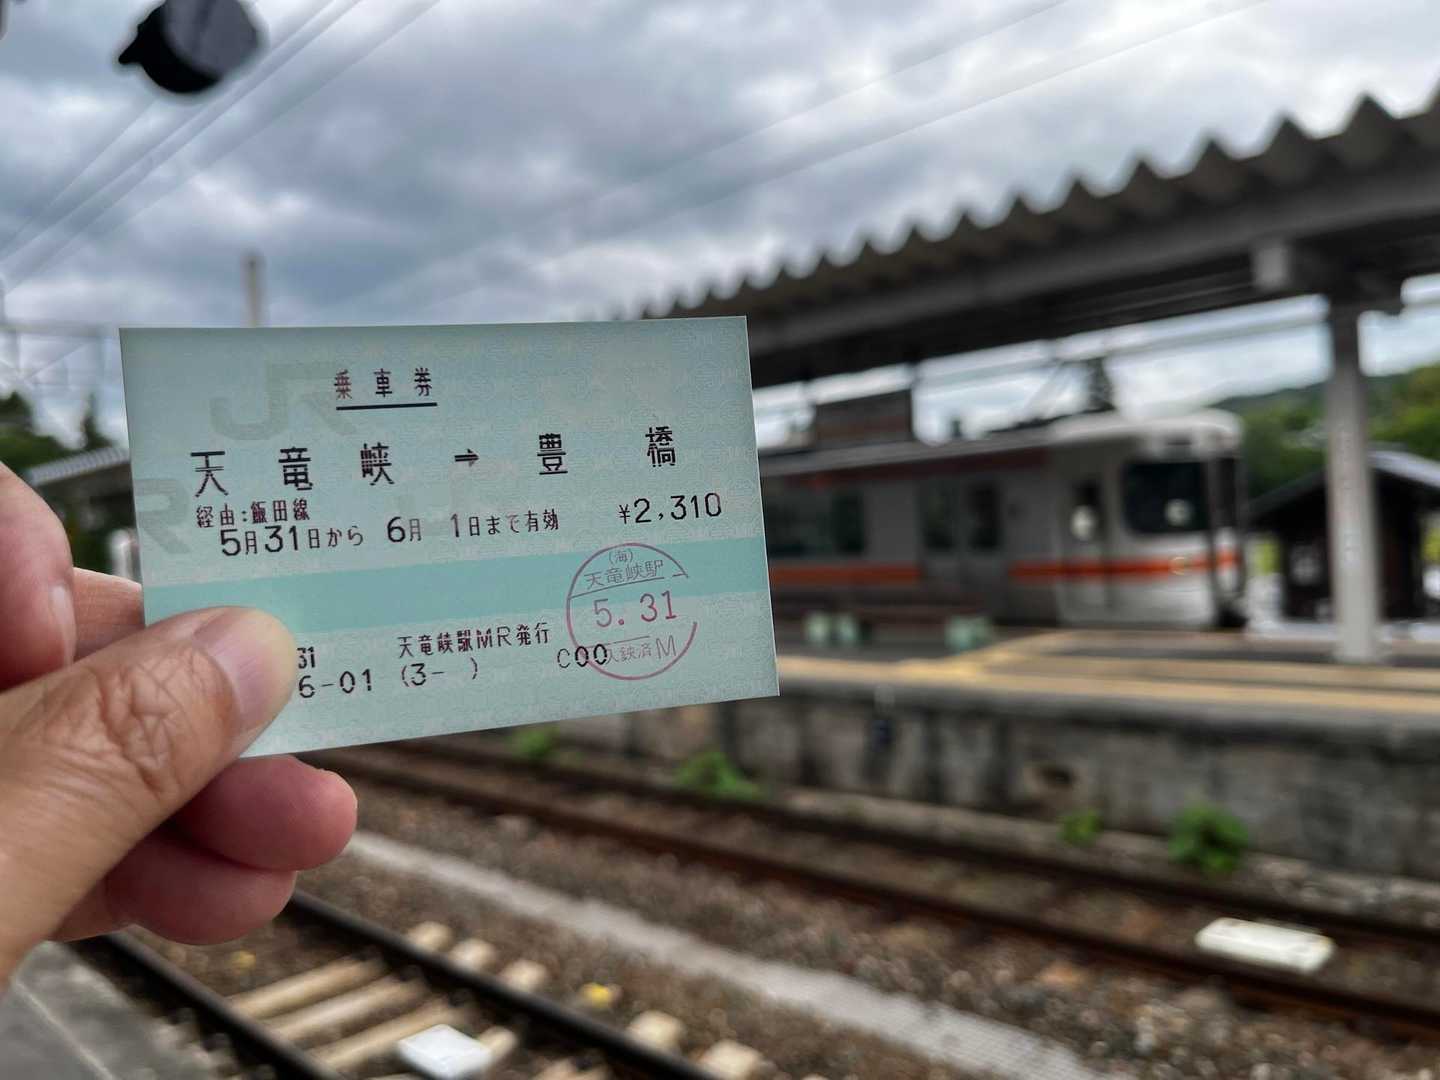 乗車券
天竜峡 → 豊橋
経由:飯田線
5月31日から 6月 1日まで有効 ¥2,310
(海)
天竜峡駅
5.31
入鋏済 M
31 天竜峡駅MR発行
6-01 (3- ) C00